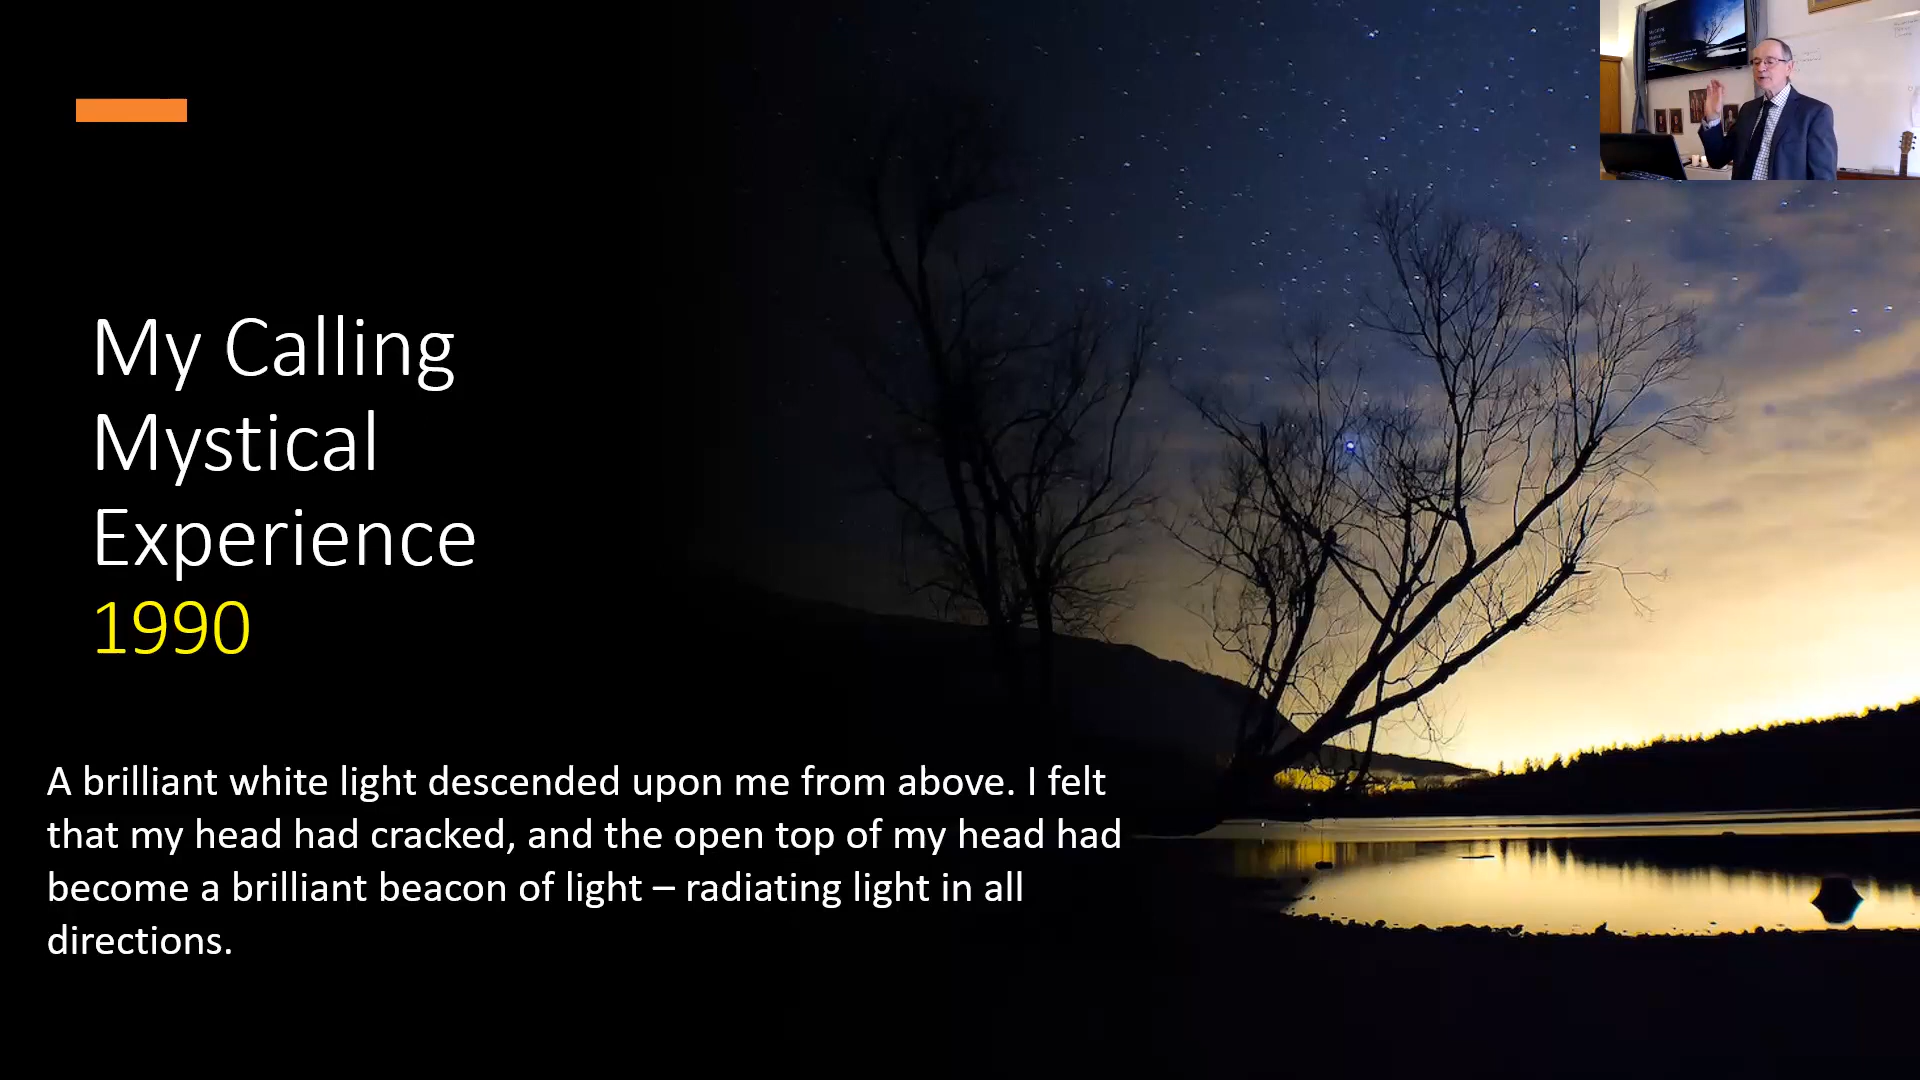 My Calling
Mystical
Experience
1990
A brilliant white light descended upon me from above. I felt
that my head had cracked, and the open top of my head had
become a brilliant beacon of light – radiating light in all
directions.